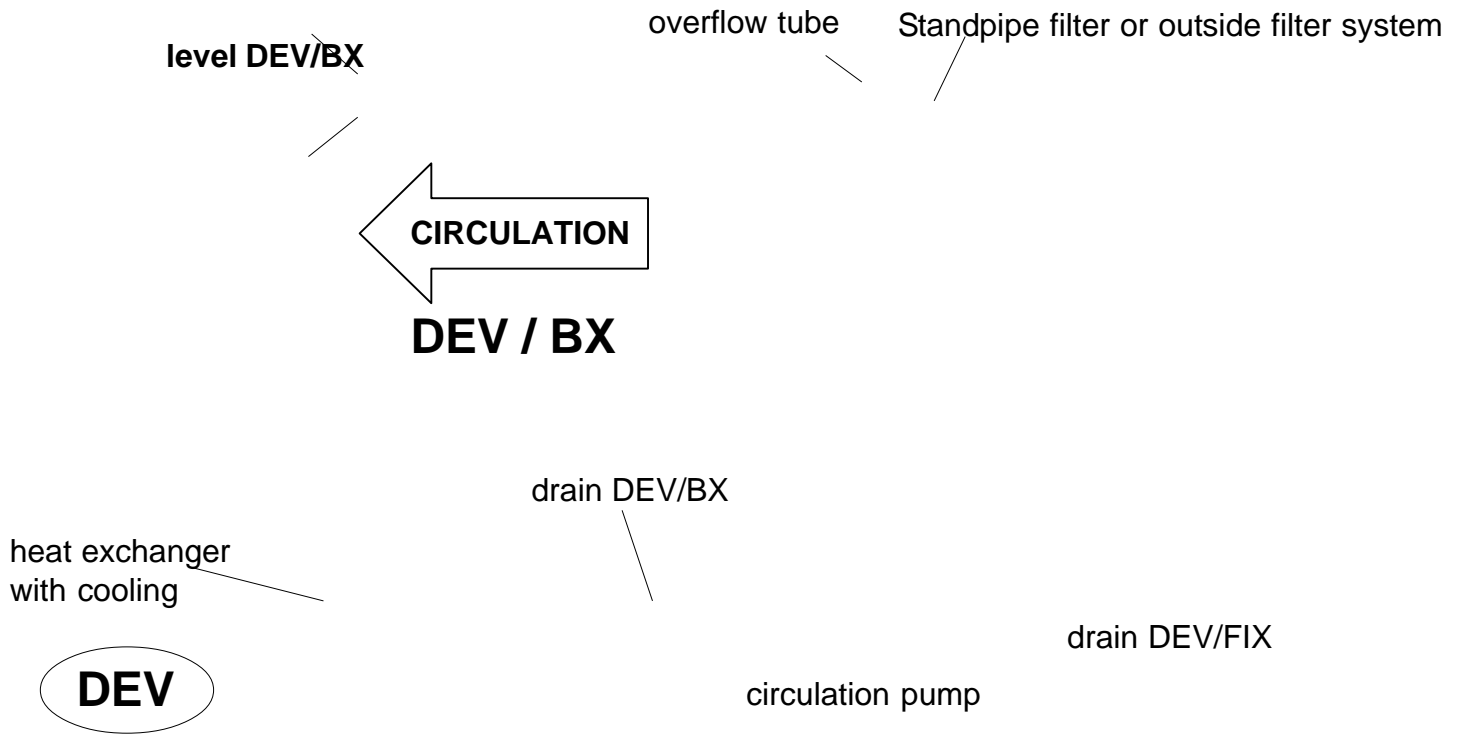 overflow tube
Standpipe filter or outside filter system
level DEV/BX
CIRCULATION
DEV / BX
drain DEV/BX
heat exchanger
with cooling
drain DEV/FIX
DEV
circulation pump